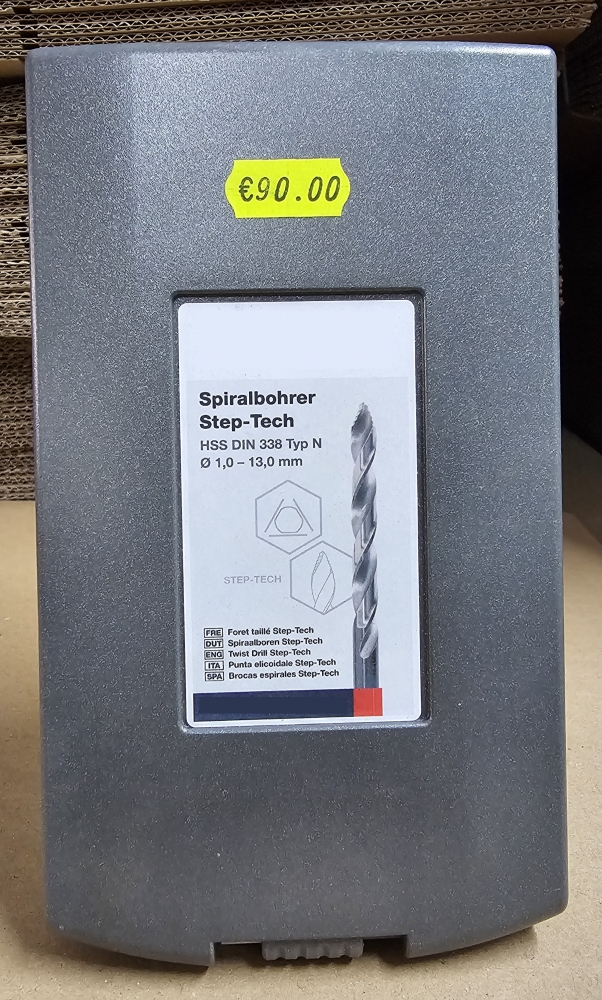 €90.00
Spiralbohrer
Step-Tech
HSS DIN 338 Typ N
Ø 1,0 – 13,0 mm
STEP-TECH
FRE Foret taillé Step-Tech
DUT Spiraalboren Step-Tech
ENG Twist Drill Step-Tech
ITA Punta elicoidale Step-Tech
SPA Brocas espirales Step-Tech